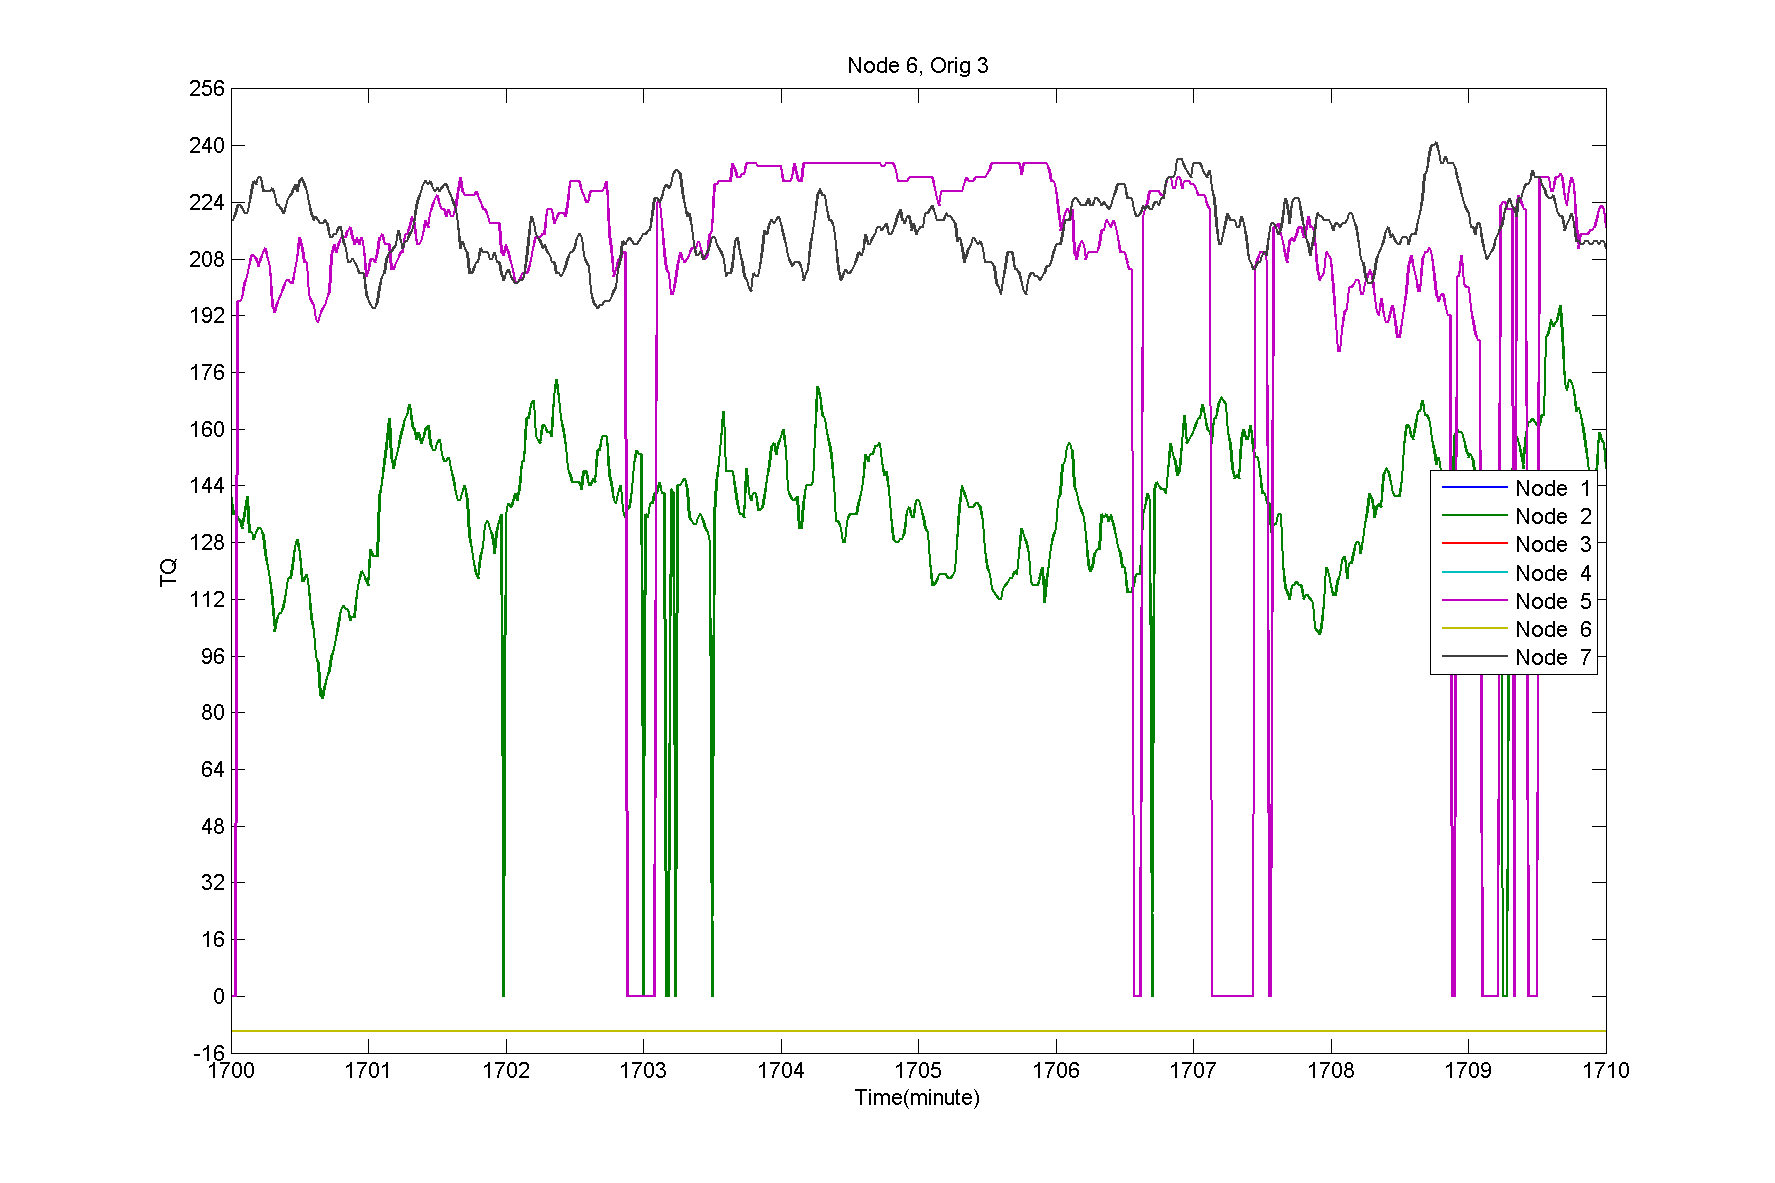 Node 6, Orig 3
256
240
224
208
192
176
160
144
128
112
96
80
64
48
32
16
0
-16
TQ
Node 1
Node 2
Node 3
Node 4
Node 5
Node 6
Node 7
1700 1701 1702 1703 1704 1705 1706 1707 1708 1709 1710
Time(minute)